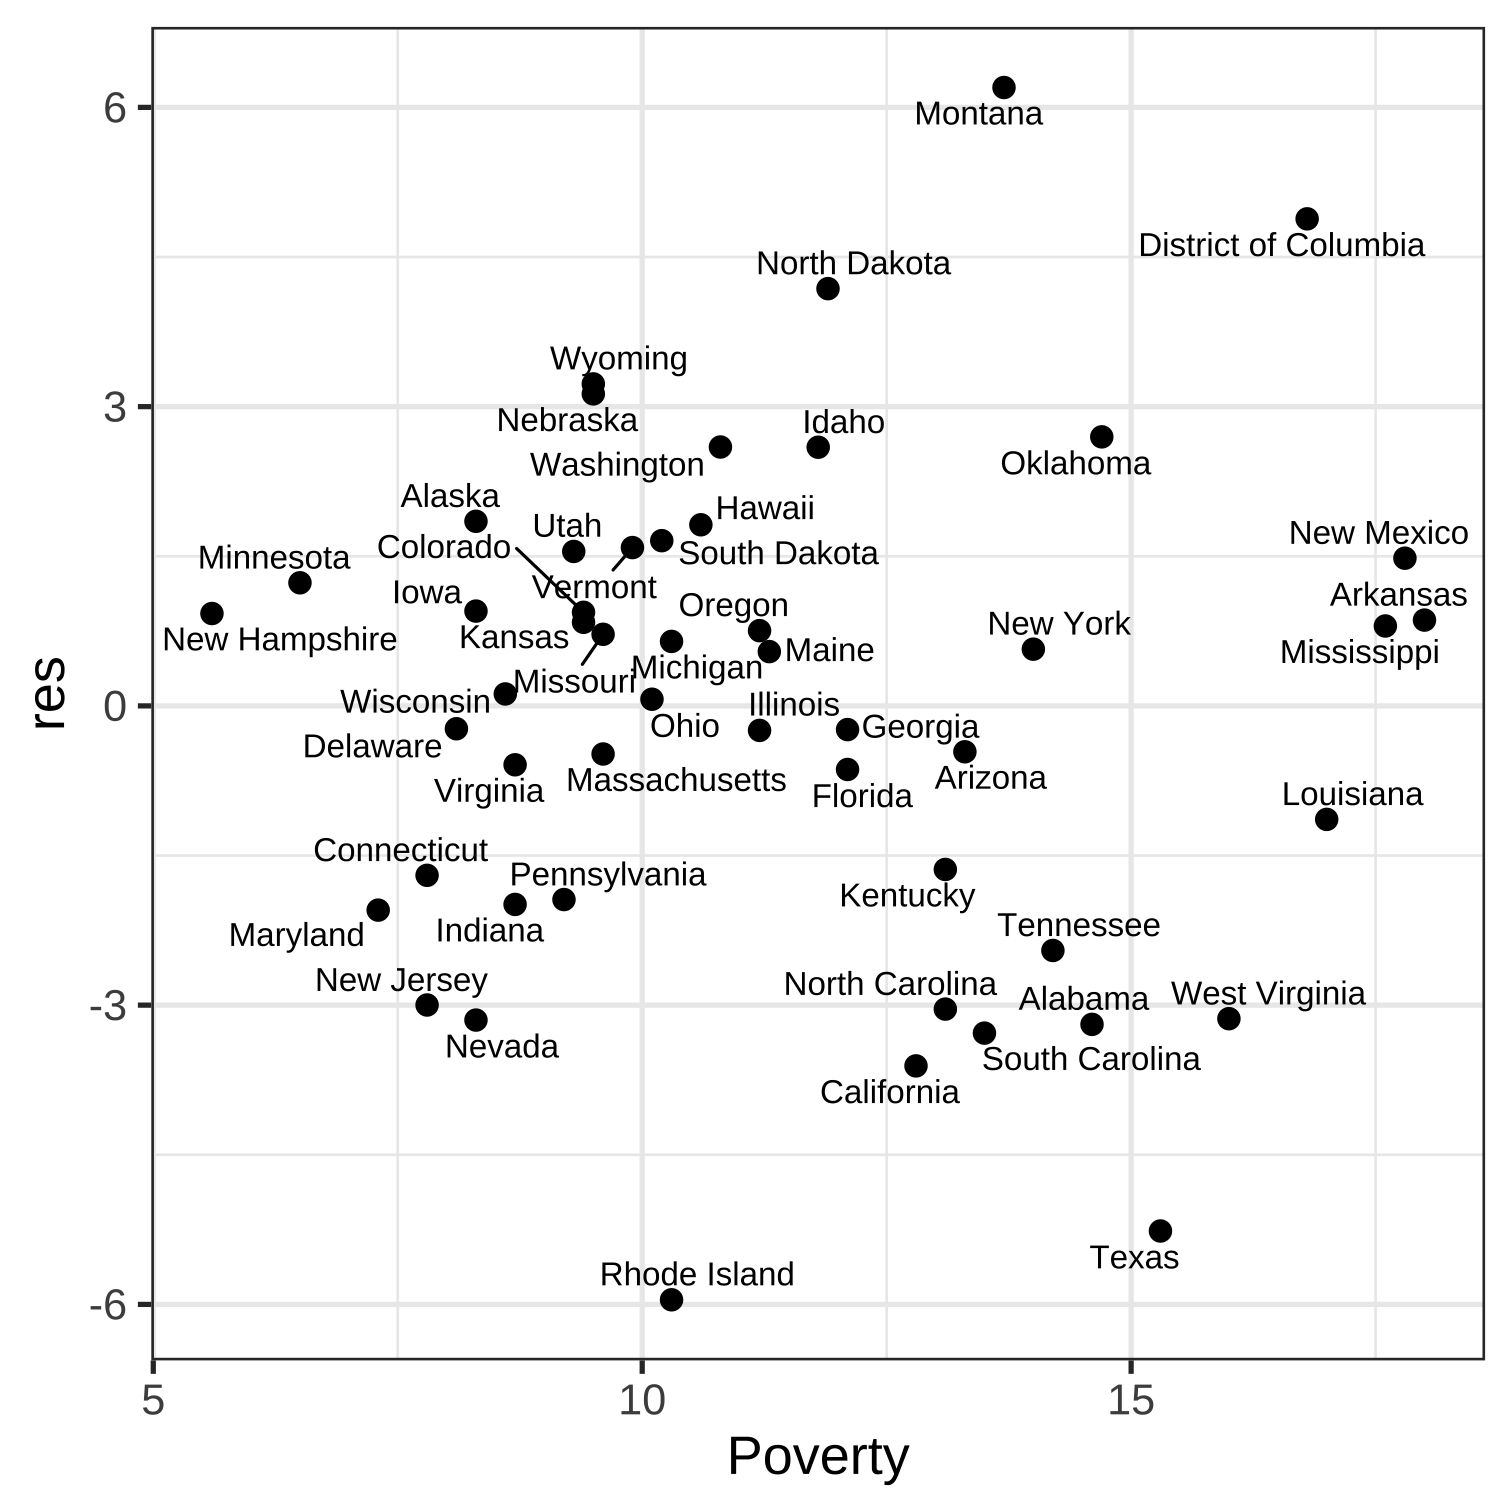 6
Montana
District of Columbia
North Dakota
Wyoming
3
Nebraska
Idaho
Washington
Oklahoma
Alaska
Hawaii
Utah
New Mexico
Colorado
South Dakota
Minnesota
Vermont
Iowa
Arkansas
Oregon
New York
New Hampshire
Kansas
Maine
Mississippi
Michigan
Missouri
res
Wisconsin
0
Illinois
Ohio
Georgia
Delaware
Arizona
Massachusetts
Virginia
Florida
Louisiana
Connecticut
Pennsylvania
Kentucky
Tennessee
Indiana
Maryland
New Jersey
North Carolina
West Virginia
Alabama
-3
Nevada
South Carolina
California
Texas
Rhode Island
-6
5
10
15
Poverty